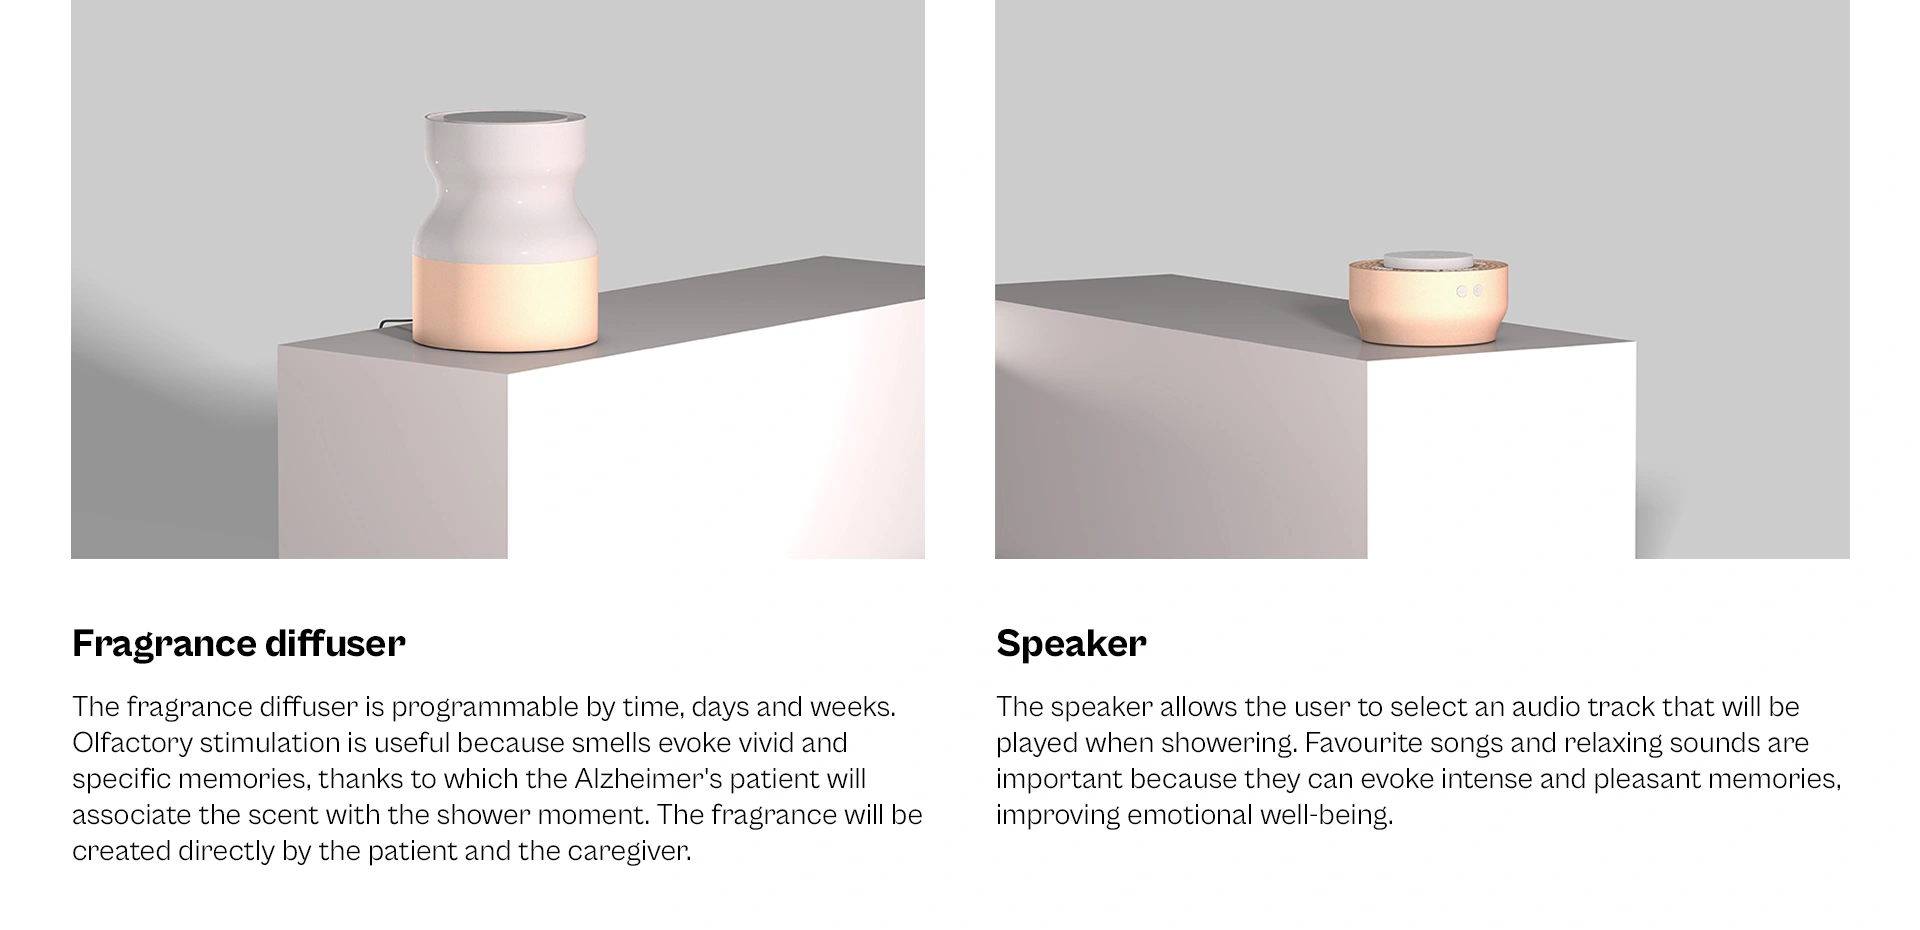 Fragrance diffuser
The fragrance diffuser is programmable by time, days and weeks.
Olfactory stimulation is useful because smells evoke vivid and
specific memories, thanks to which the Alzheimer's patient will
associate the scent with the shower moment. The fragrance will be
created directly by the patient and the caregiver.
Speaker
The speaker allows the user to select an audio track that will be
played when showering. Favourite songs and relaxing sounds are
important because they can evoke intense and pleasant memories,
improving emotional well-being.